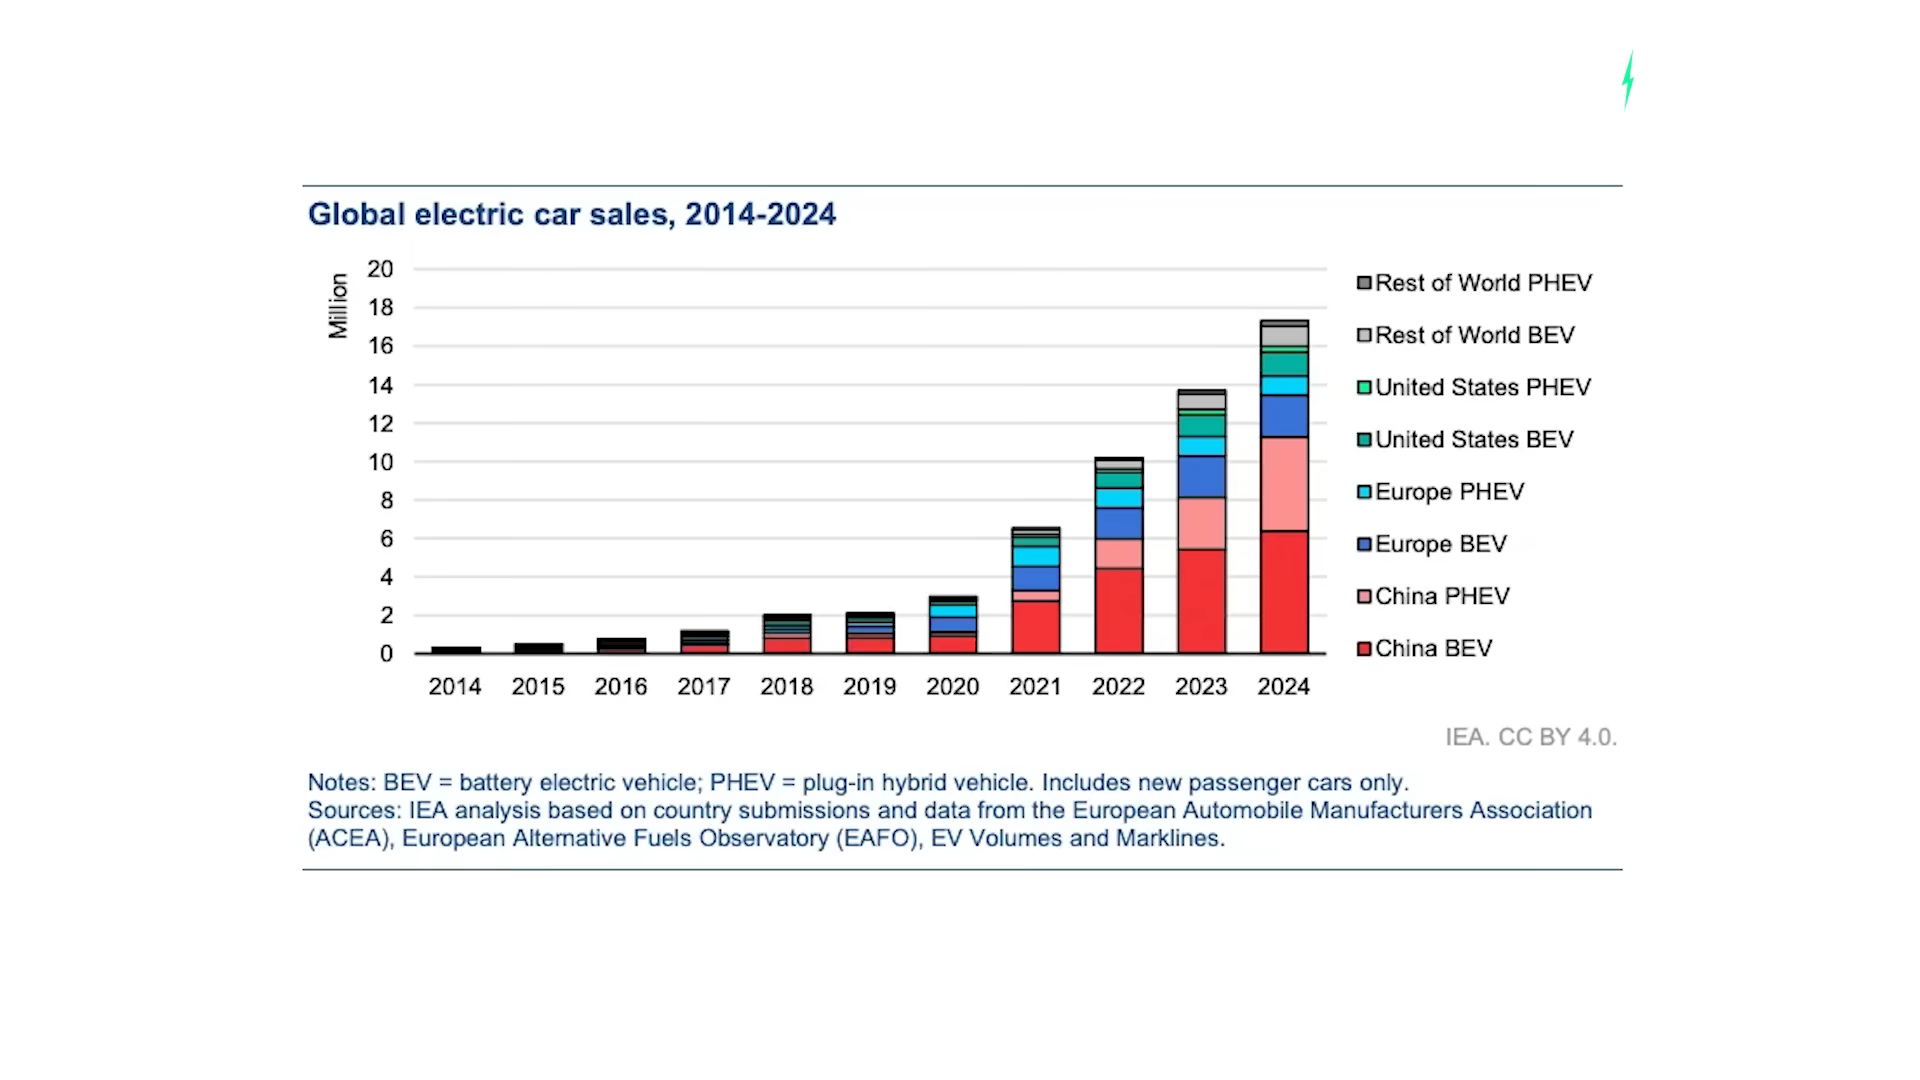 Global electric car sales, 2014-2024
Million
20
18
16
14
12
10
8
6
4
2
0
2014 2015 2016 2017 2018 2019 2020 2021 2022 2023 2024
Rest of World PHEV
Rest of World BEV
United States PHEV
United States BEV
Europe PHEV
Europe BEV
China PHEV
China BEV
IEA. CC BY 4.0.
Notes: BEV = battery electric vehicle; PHEV = plug-in hybrid vehicle. Includes new passenger cars only.
Sources: IEA analysis based on country submissions and data from the European Automobile Manufacturers Association
(ACEA), European Alternative Fuels Observatory (EAFO), EV Volumes and Marklines.